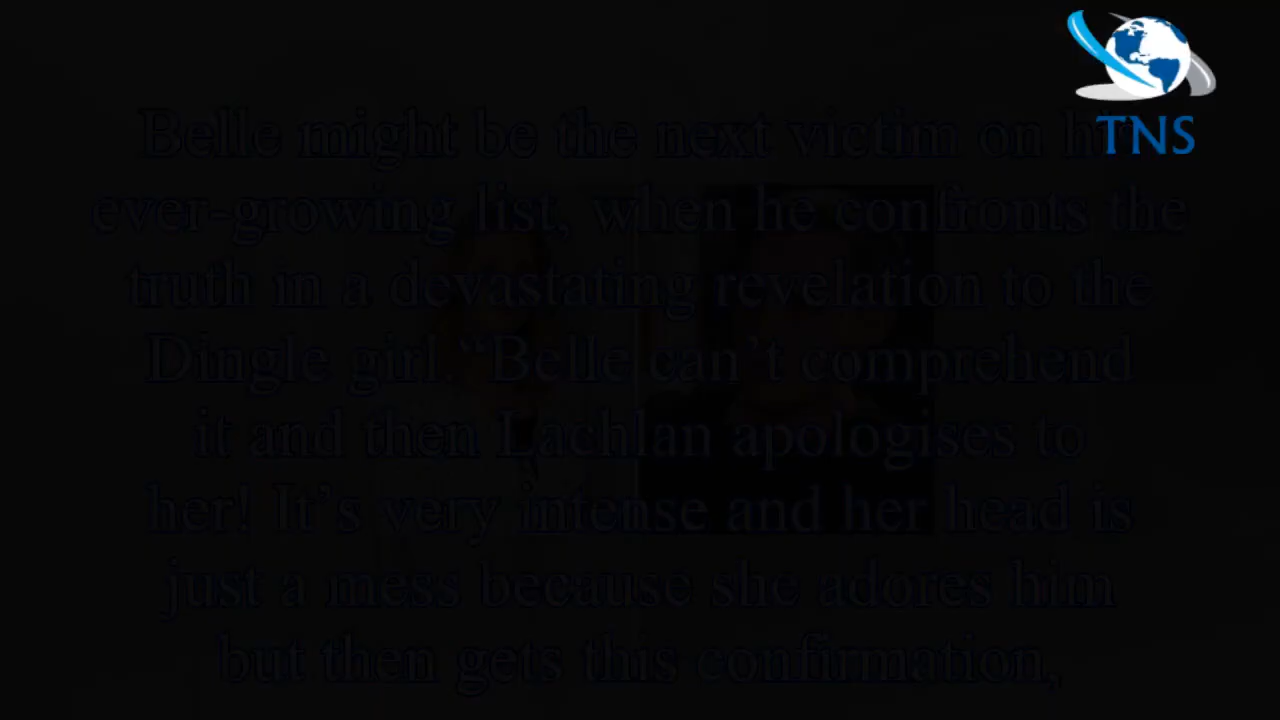 TNS
Belle might be the next victim on his
ever-growing list, when he confronts the
truth in a devastating revelation to the
Dingle girl. “Belle can’t comprehend
it and then Lachlan apologises to
her! It’s very intense and her head is
just a mess because she adores him
but then gets this confirmation,